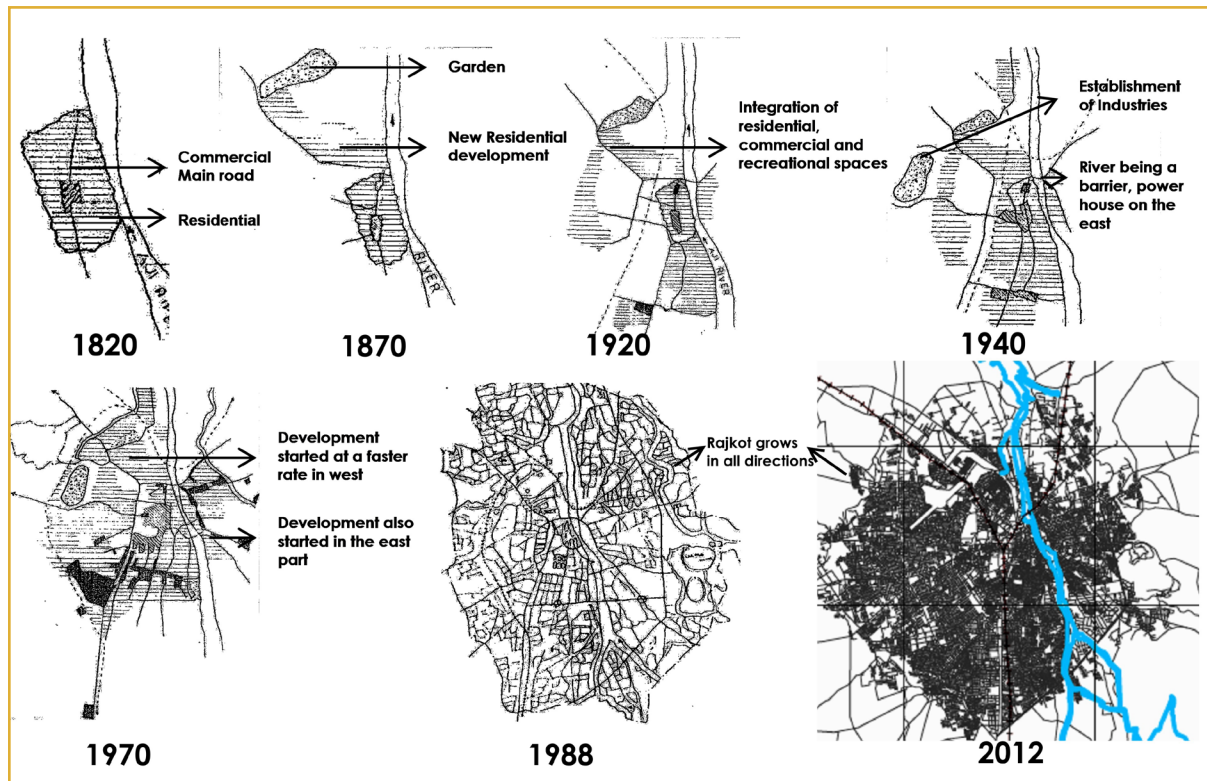 Garden
New Residential
development
Commercial
Main road
Residential
AJI
RIVER
Integration of
residential,
commercial and
recreational spaces
AJI RIVER
Establishment
of Industries
River being a
barrier, power
house on the
east
1820
1870
1920
1940
Development
started at a faster
rate in west
Development also
started in the east
part
Rajkot grows
in all directions
1970
1988
2012